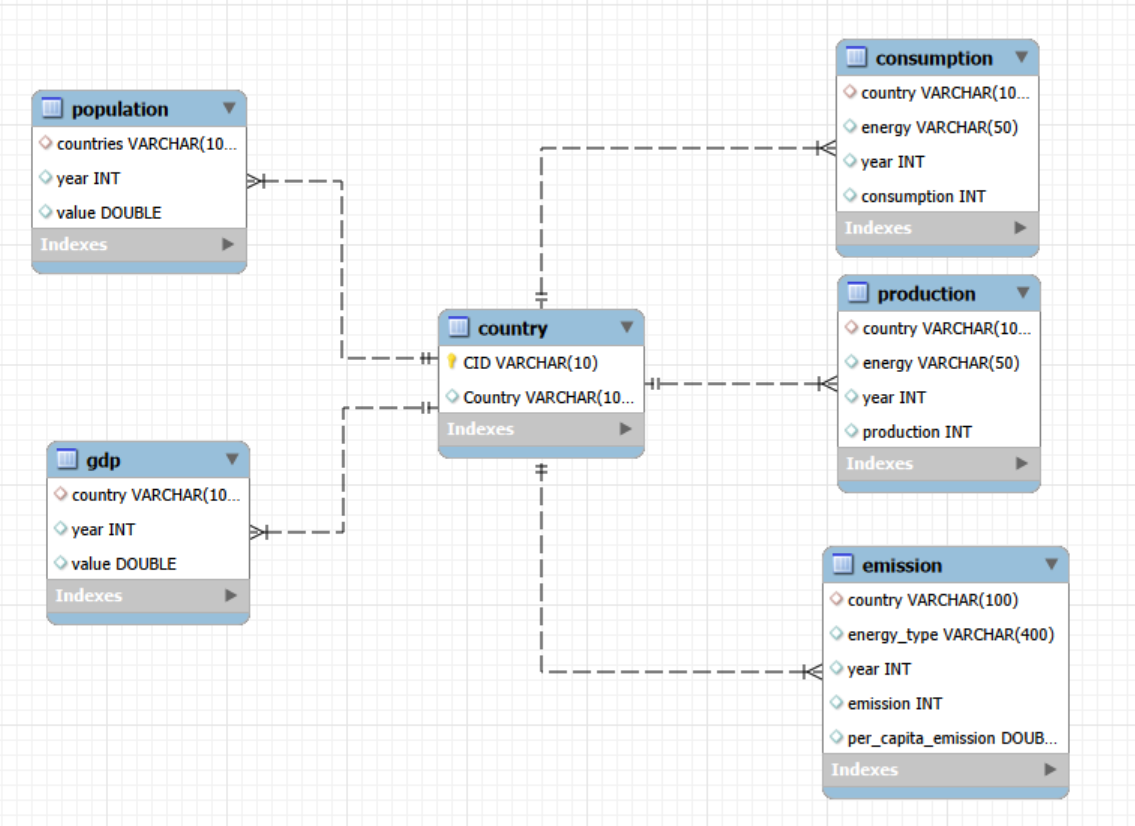 population
countries VARCHAR(10...
year INT
value DOUBLE
Indexes
gdp
country VARCHAR(10...
year INT
value DOUBLE
Indexes
country
CID VARCHAR(10)
Country VARCHAR(10...
Indexes
consumption
country VARCHAR(10...
energy VARCHAR(50)
year INT
consumption INT
Indexes
production
country VARCHAR(10...
energy VARCHAR(50)
year INT
production INT
Indexes
emission
country VARCHAR(100)
energy_type VARCHAR(400)
year INT
emission INT
per_capita_emission DOUB...
Indexes